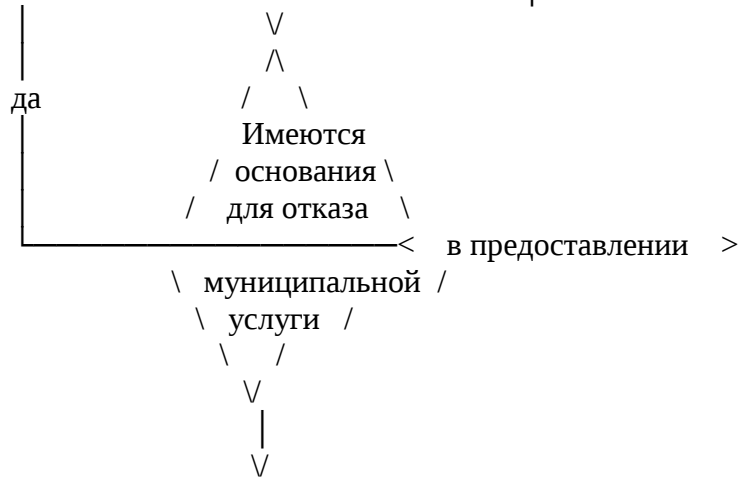 да
Имеются
/ основания \
/ для отказа \
< в предоставлении >
\ муниципальной /
\ услуги /